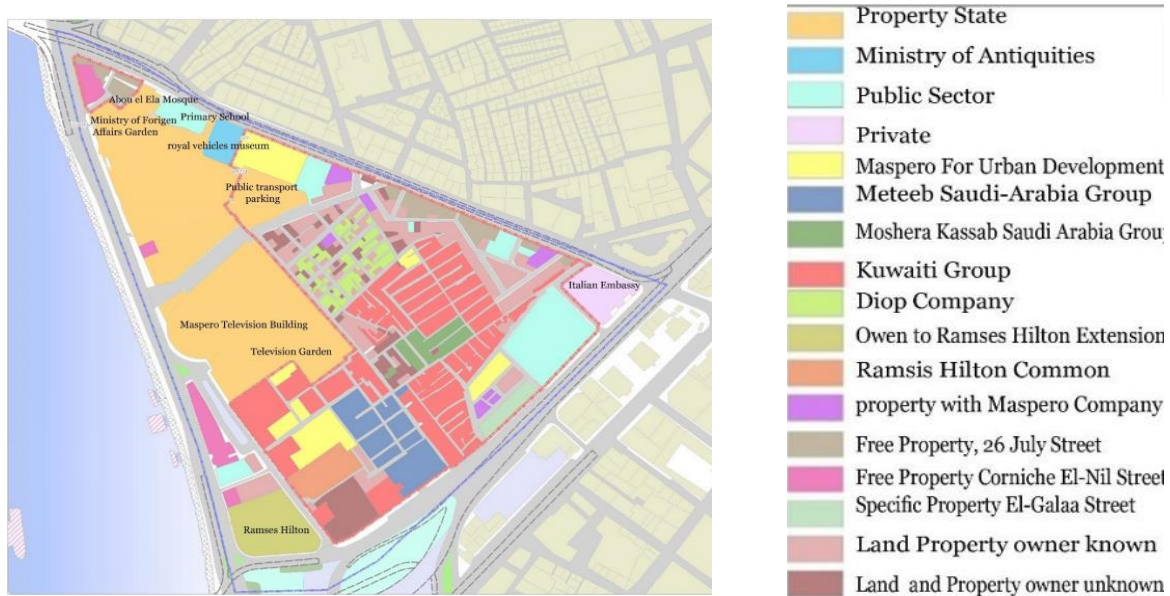 Abou el Ela Mosque
Ministry of Forigen
Affairs Garden
Primary School
royal vehicles museum
Public transport
parking
Italian Embassy
Maspero Television Building
Television Garden
Ramses Hilton
Property State
Ministry of Antiquities
Public Sector
Private
Maspero For Urban Development
Meteeb Saudi-Arabia Group
Moshera Kassab Saudi Arabia Grou
Kuwaiti Group
Diop Company
Owen to Ramses Hilton Extension
Ramsis Hilton Common
property with Maspero Company
Free Property, 26 July Street
Free Property Corniche El-Nil Street
Specific Property El-Galaa Street
Land Property owner known
Land and Property owner unknown